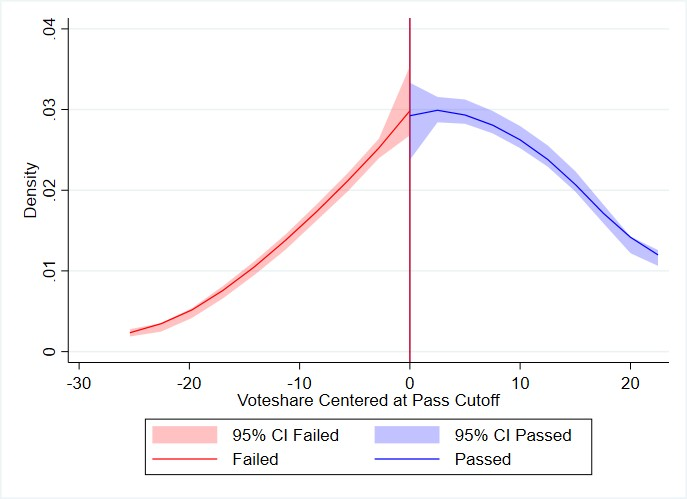 .04
.03
.02
.01
0
Density
-30 -20 -10 0 10 20
Voteshare Centered at Pass Cutoff
95% CI Failed 95% CI Passed
Failed Passed